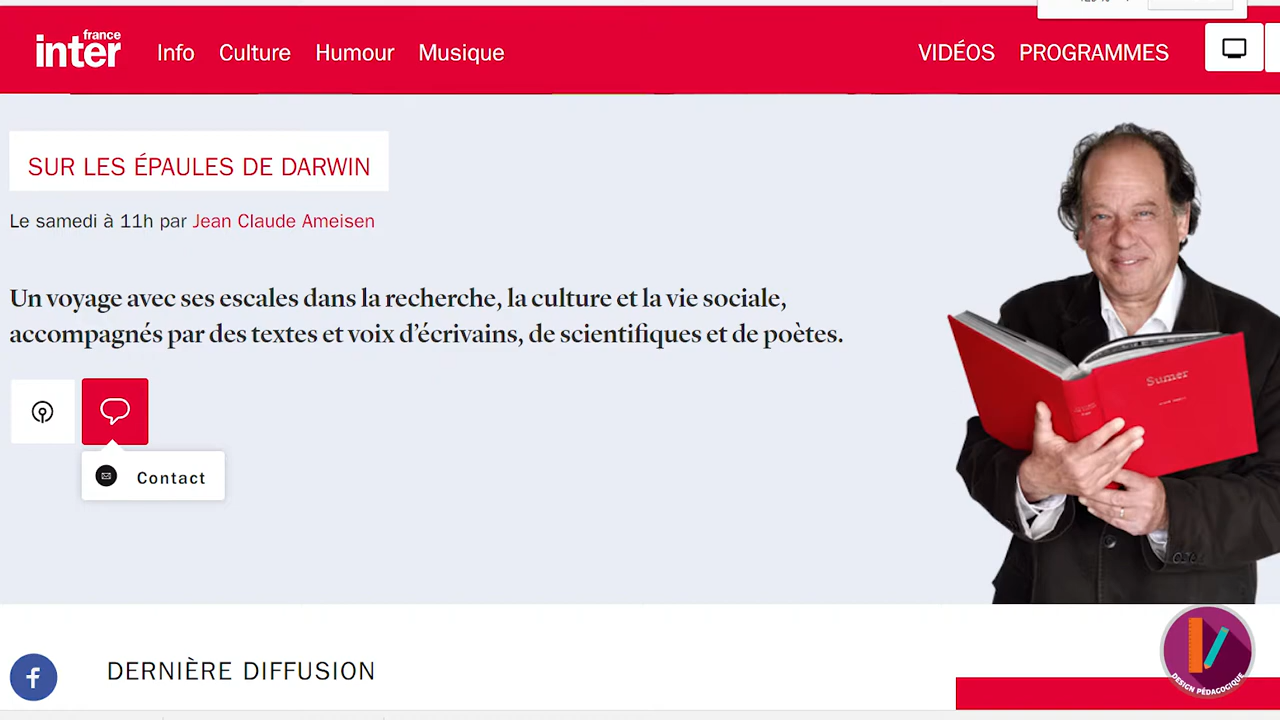 france
inter
Info Culture Humour Musique
VIDÉOS PROGRAMMES
SUR LES ÉPAULES DE DARWIN
Le samedi à 11h par Jean Claude Ameisen
Un voyage avec ses escales dans la recherche, la culture et la vie sociale,
accompagnés par des textes et voix d’écrivains, de scientifiques et de poètes.
Contact
Sumer
f
DERNIÈRE DIFFUSION
DESIGN PÉDAGOGIQUE